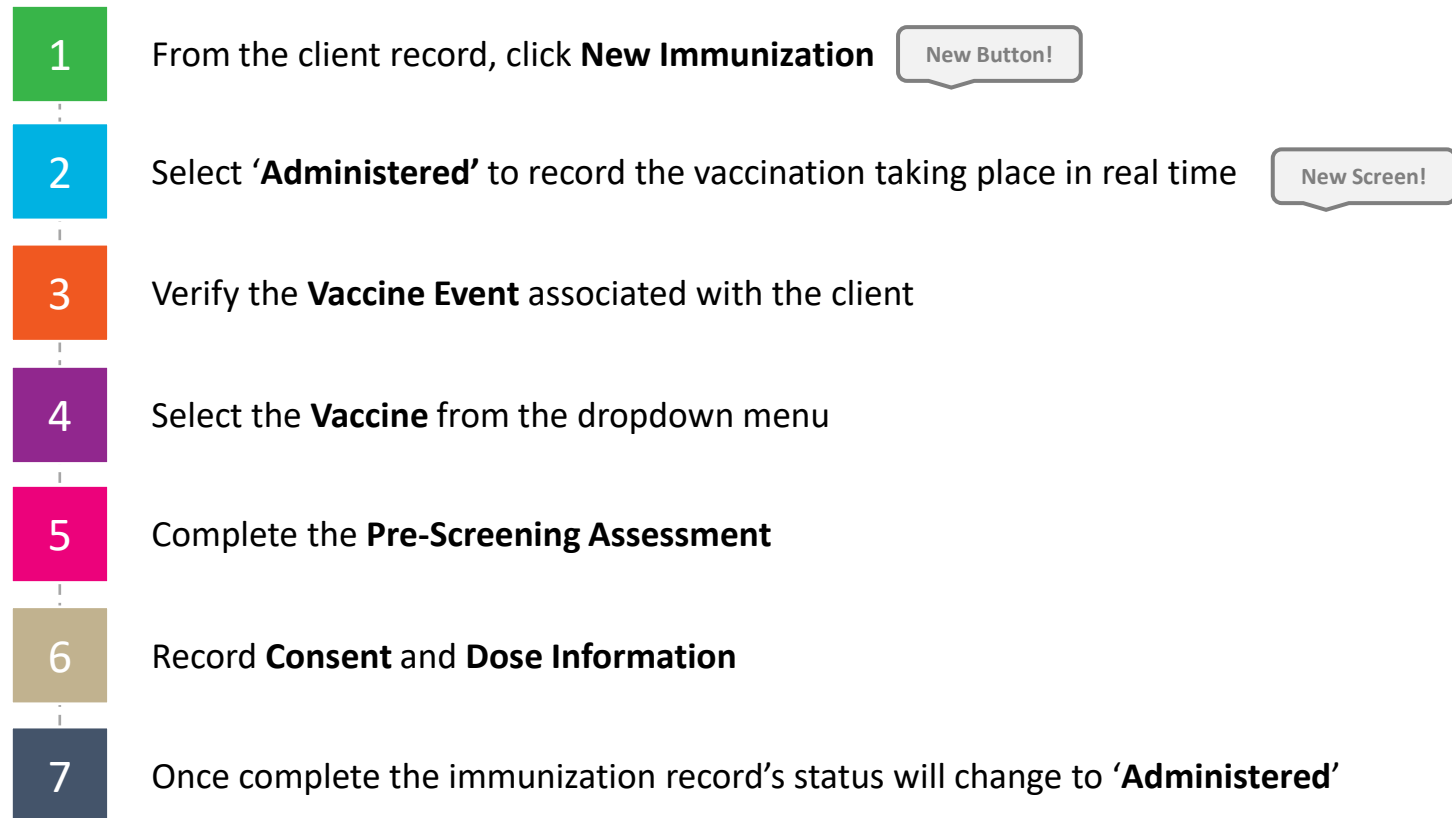 1 From the client record, click New Immunization New Button!
2 Select ‘Administered’ to record the vaccination taking place in real time New Screen!
3 Verify the Vaccine Event associated with the client
4 Select the Vaccine from the dropdown menu
5 Complete the Pre-Screening Assessment
6 Record Consent and Dose Information
7 Once complete the immunization record’s status will change to ‘Administered’